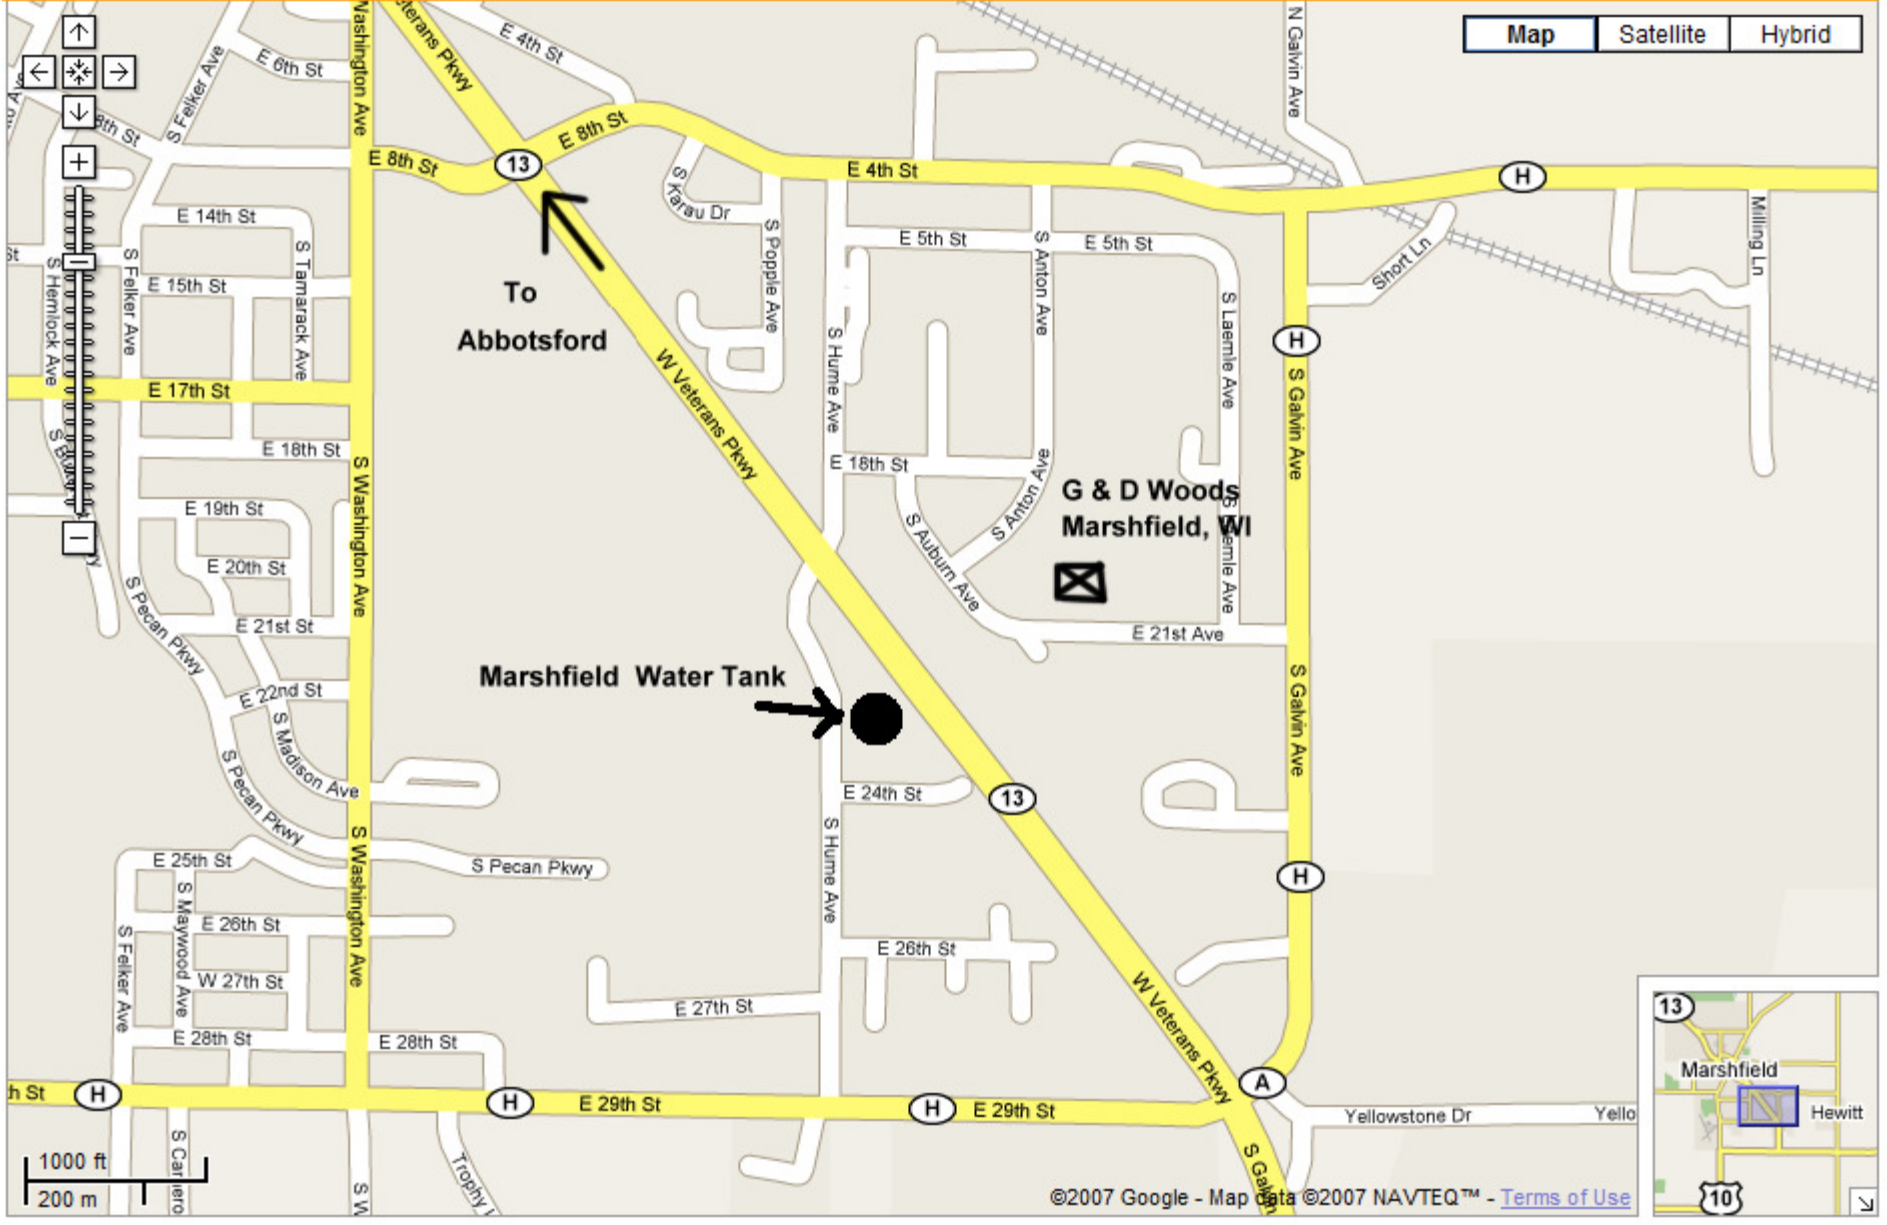 Map
Satellite
Hybrid
Washington Ave
E 4th St
N Galvin Ave
E 6th St
S Felker Ave
8th St
E 8th St
E 8th St
13
E 4th St
H
S Karau Dr
S Popple Ave
E 14th St
S Tamarack Ave
E 5th St
E 5th St
S Anton Ave
Short Ln
Milling Ln
St
S Hemlock Ave
S Felker Ave
E 15th St
To
Abbotsford
S Laemle Ave
H
S Hume Ave
W Veterans Pkwy
S Galvin Ave
E 17th St
E 18th St
S Washington Ave
E 18th St
S Anton Ave
G & D Woods
Marshfield, WI
E 19th St
S Auburn Ave
E 20th St
S Pecan Pkwy
E 21st St
E 21st Ave
Marshfield Water Tank
S Galvin Ave
E 22nd St
S Madison Ave
S Pecan Pkwy
E 24th St
13
S Hume Ave
S Washington Ave
E 25th St
S Pecan Pkwy
H
S Maywood Ave
E 26th St
S Felker Ave
E 26th St
W 27th St
E 27th St
W Veterans Pkwy
E 28th St
E 28th St
A
H
H
E 29th St
H
E 29th St
Yellowstone Dr
Yello
13
Marshfield
Hewitt
10
1000 ft
200 m
S W
©2007 Google - Map data ©2007 NAVTEQ™ - Terms of Use